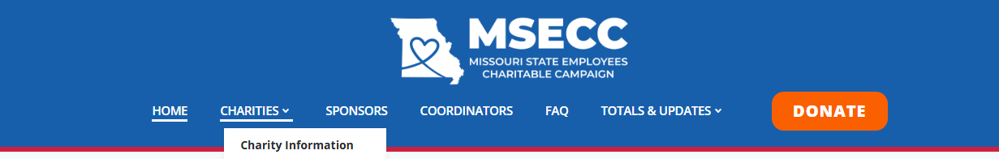 MSECC
MISSOURI STATE EMPLOYEES
CHARITABLE CAMPAIGN
HOME CHARITIES SPONSORS COORDINATORS FAQ TOTALS & UPDATES DONATE
Charity Information